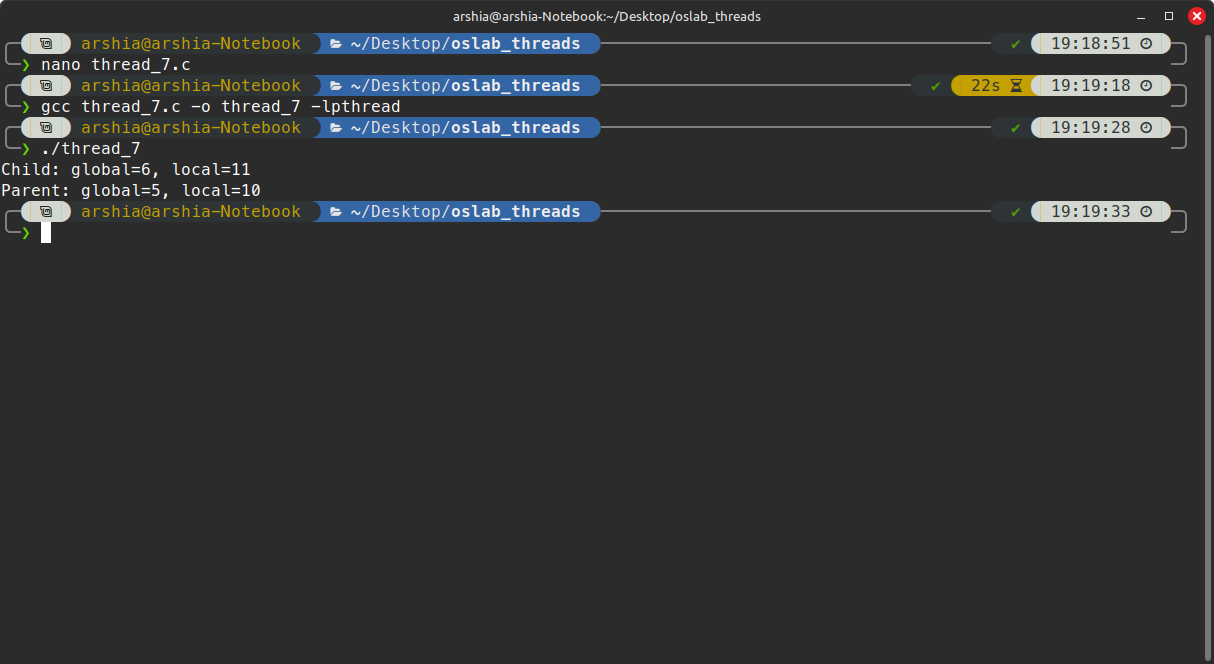 arshia@arshia-Notebook:~/Desktop/oslab_threads
arshia@arshia-Notebook ~/Desktop/oslab_threads ✔ 19:18:51
❯ nano thread_7.c
arshia@arshia-Notebook ~/Desktop/oslab_threads ✔ 22s 19:19:18
❯ gcc thread_7.c -o thread_7 -lpthread
arshia@arshia-Notebook ~/Desktop/oslab_threads ✔ 19:19:28
❯ ./thread_7
Child: global=6, local=11
Parent: global=5, local=10
arshia@arshia-Notebook ~/Desktop/oslab_threads ✔ 19:19:33
❯